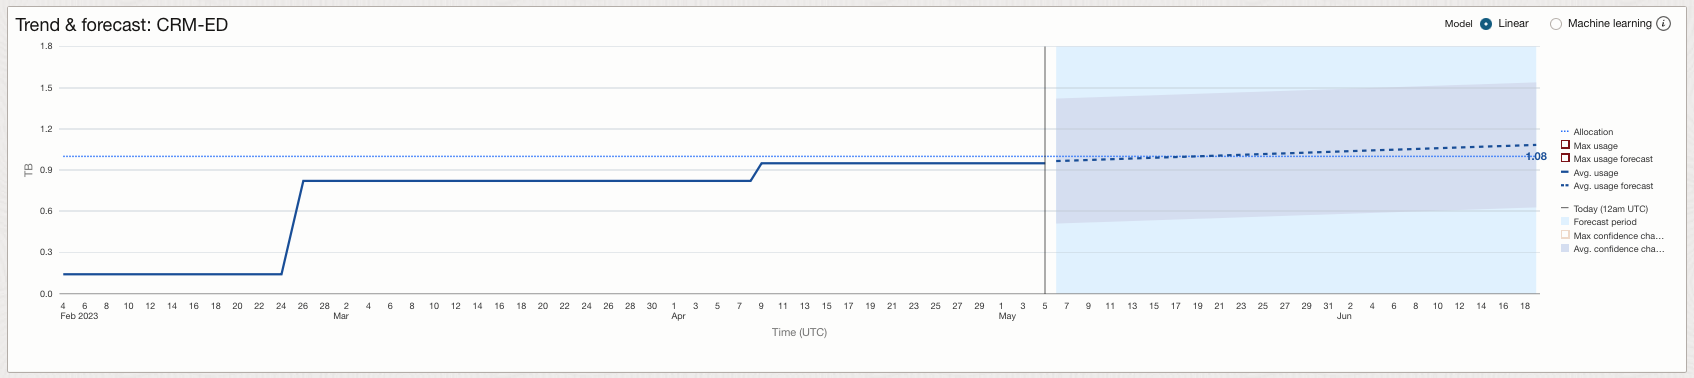 Trend & forecast: CRM-ED
Model Linear Machine learning i
1.8
1.5
1.2
0.9
0.6
0.3
0.0
TB
1.08
4 6 8 10 12 14 16 18 20 22 24 26 28 2 4 6 8 10 12 14 16 18 20 22 24 26 28 30 1 3 5 7 9 11 13 15 17 19 21 23 25 27 29 1 3 5 7 9 11 13 15 17 19 21 23 25 27 29 31 2 4 6 8 10 12 14 16 18
Feb 2023 Mar Apr May Jun
Time (UTC)
Allocation
Max usage
Max usage forecast
Avg. usage
Avg. usage forecast
Today (12am UTC)
Forecast period
Max confidence cha...
Avg. confidence cha...